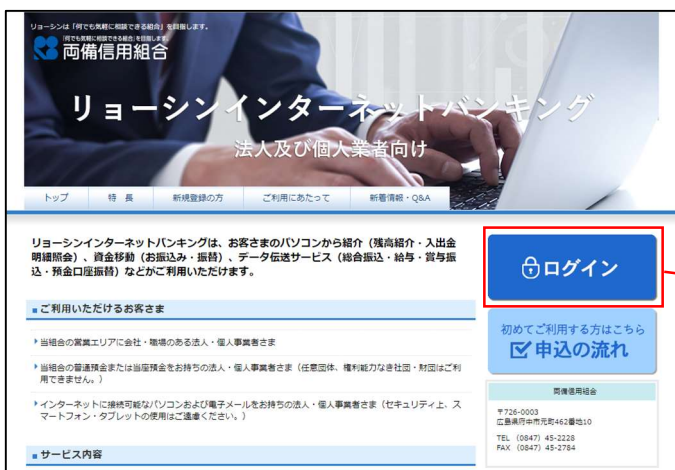 リョーシンは「何でも気軽に相談できる組合」を目指します。
「何でも気軽に相談できる組合」を目指します。
両備信用組合
リョーシンインターネットバンキング
法人及び個人業者向け
トップ
特 長
新規登録の方
ご利用にあたって
新着情報・Q&A
リョーシンインターネットバンキングは、お客さまのパソコンから紹介（残高紹介・入出金
明細照会）、資金移動（お振込み・振替）、データ伝送サービス（総合振込・給与・賞与振
込・預金口座振替）などがご利用いただけます。
ご利用いただけるお客さま
当組合の営業エリアに会社・職場のある法人・個人事業者さま
当組合の普通預金または当座預金をお持ちの法人・個人事業者さま（任意団体、権利能力なき社団・財団はご利
用できません。）
インターネットに接続可能なパソコンおよび電子メールをお持ちの法人・個人事業者さま（セキュリティ上、ス
マートフォン・タブレットの使用はご遠慮ください。）
サービス内容
ログイン
初めてご利用する方はこちら
申込の流れ
両備信用組合
〒726-0003
広島県府中市元町462番地10
TEL (0847) 45-2228
FAX (0847) 45-2784